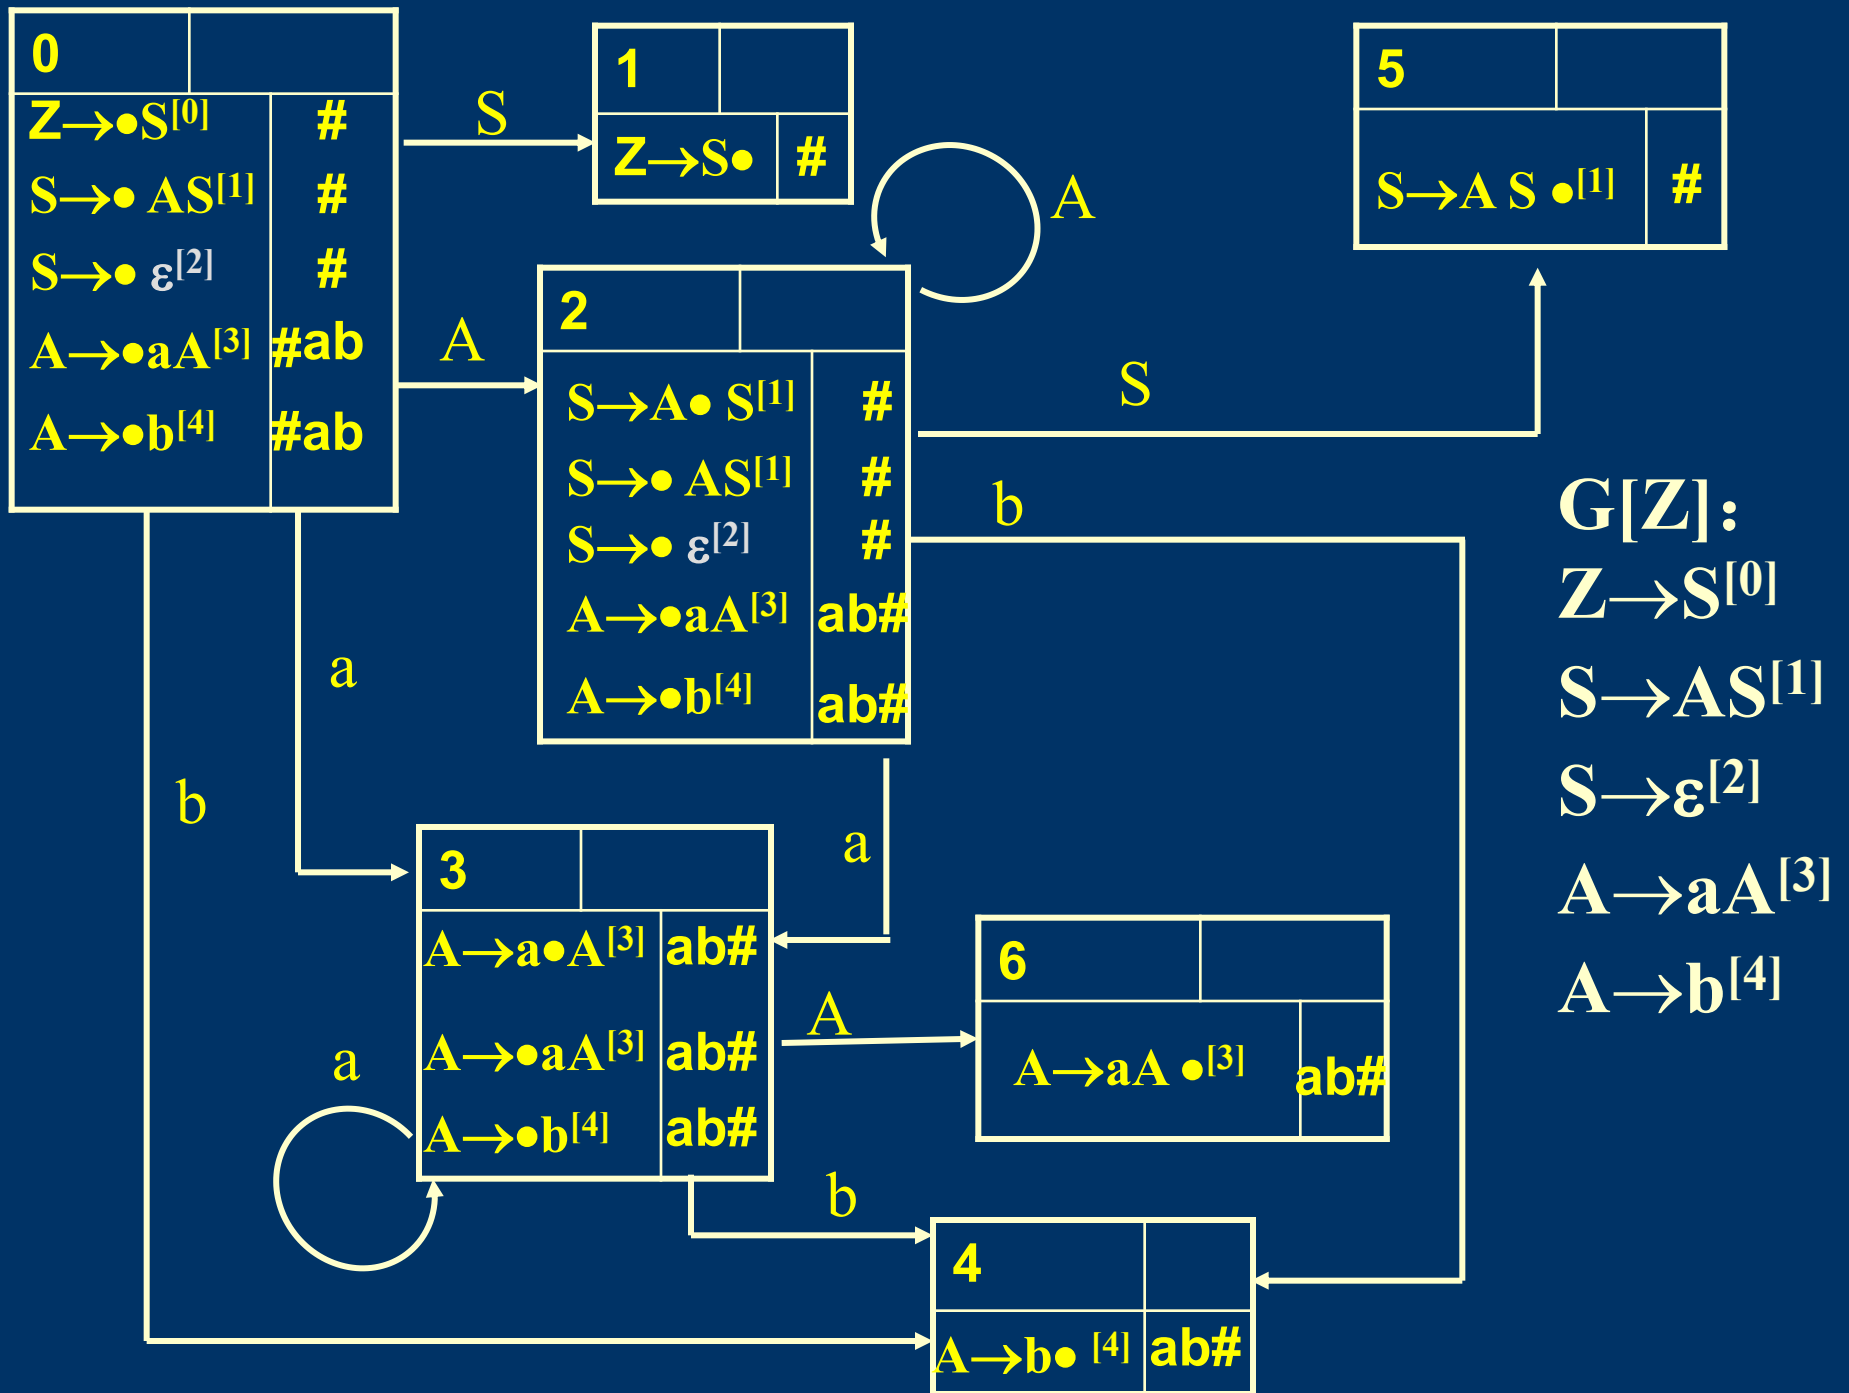 0
Z→•S[0] #
S→• AS[1] #
S→• ε[2] #
A→•aA[3] #ab
A→•b[4] #ab
S
A
a
b
1
Z→S• #
A
2
S→A• S[1] #
S→• AS[1] #
S→• ε[2] #
A→•aA[3] ab#
A→•b[4] ab#
S
b
a
5
S→A S •[1] #
3
A→a•A[3] ab#
A→•aA[3] ab#
A→•b[4] ab#
a
A
b
6
A→aA •[3] ab#
4
A→b• [4] ab#
G[Z]：
Z→S[0]
S→AS[1]
S→ε[2]
A→aA[3]
A→b[4]